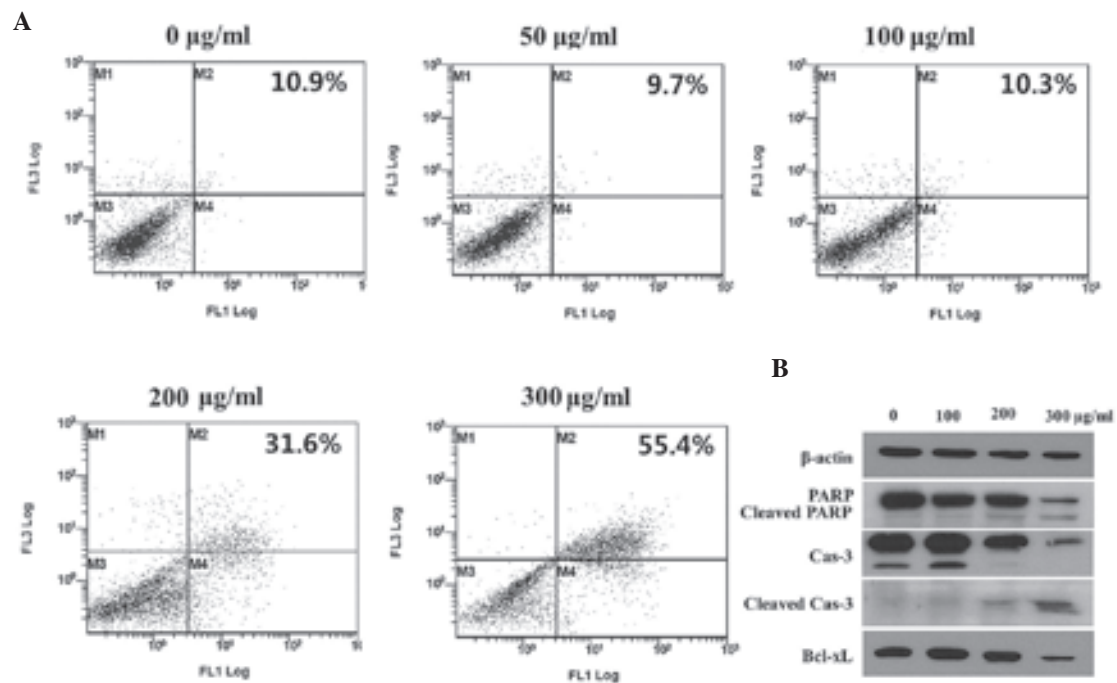 A
0 µg/ml
50 µg/ml
100 µg/ml
M1 M2 10.9%
M3 M4
FL3 Log
FL1 Log
M1 M2 9.7%
M3 M4
FL3 Log
FL1 Log
M1 M2 10.3%
M3 M4
FL3 Log
FL1 Log
200 µg/ml
300 µg/ml
M1 M2 31.6%
M3 M4
FL3 Log
FL1 Log
M1 M2 55.4%
M3 M4
FL3 Log
FL1 Log
B
0 100 200 300 µg/ml
β-actin
PARP
Cleaved PARP
Cas-3
Cleaved Cas-3
Bcl-xL